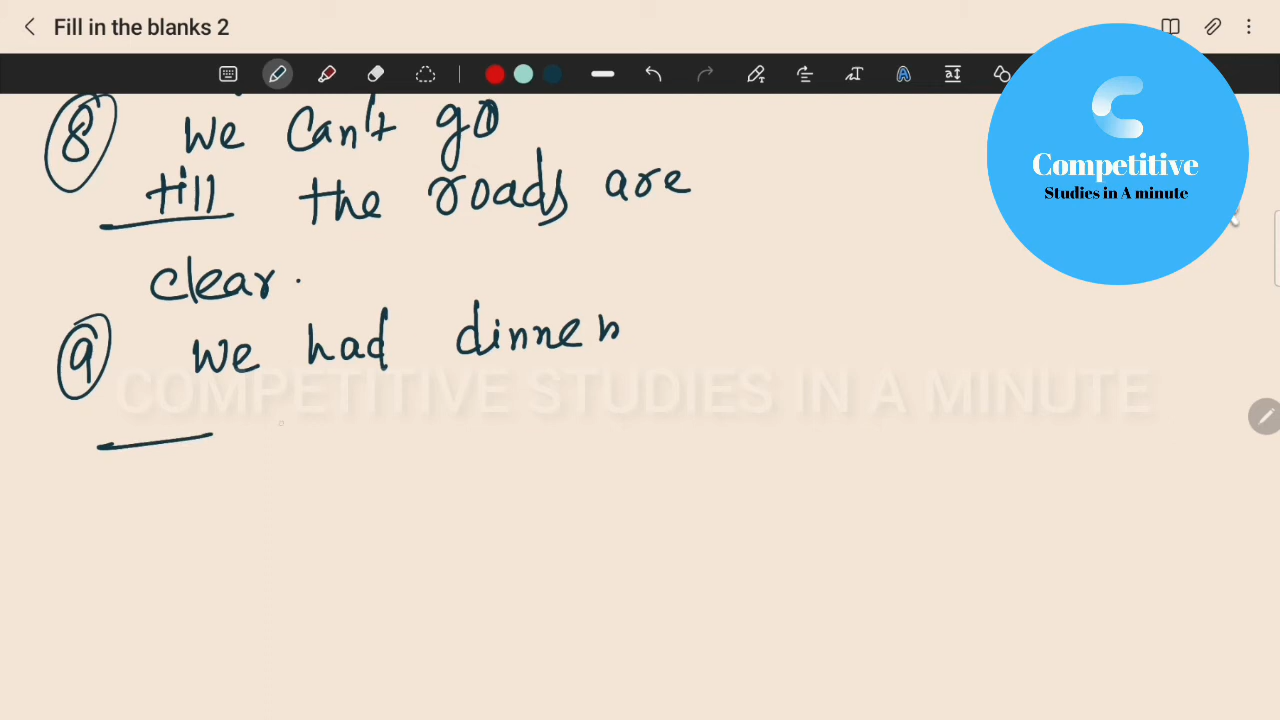 Fill in the blanks 2
Competitive
Studies in A minute
8 We can't go
till the roads are
clear.
9 We had dinner
COMPETITIVE STUDIES IN A MINUTE